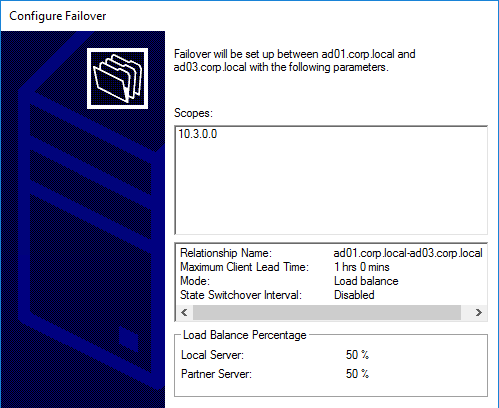 Configure Failover
Failover will be set up between ad01.corp.local and
ad03.corp.local with the following parameters.
Scopes:
10.3.0.0
Relationship Name: ad01.corp.local-ad03.corp.local
Maximum Client Lead Time: 1 hrs 0 mins
Mode: Load balance
State Switchover Interval: Disabled
Load Balance Percentage
Local Server: 50 %
Partner Server: 50 %